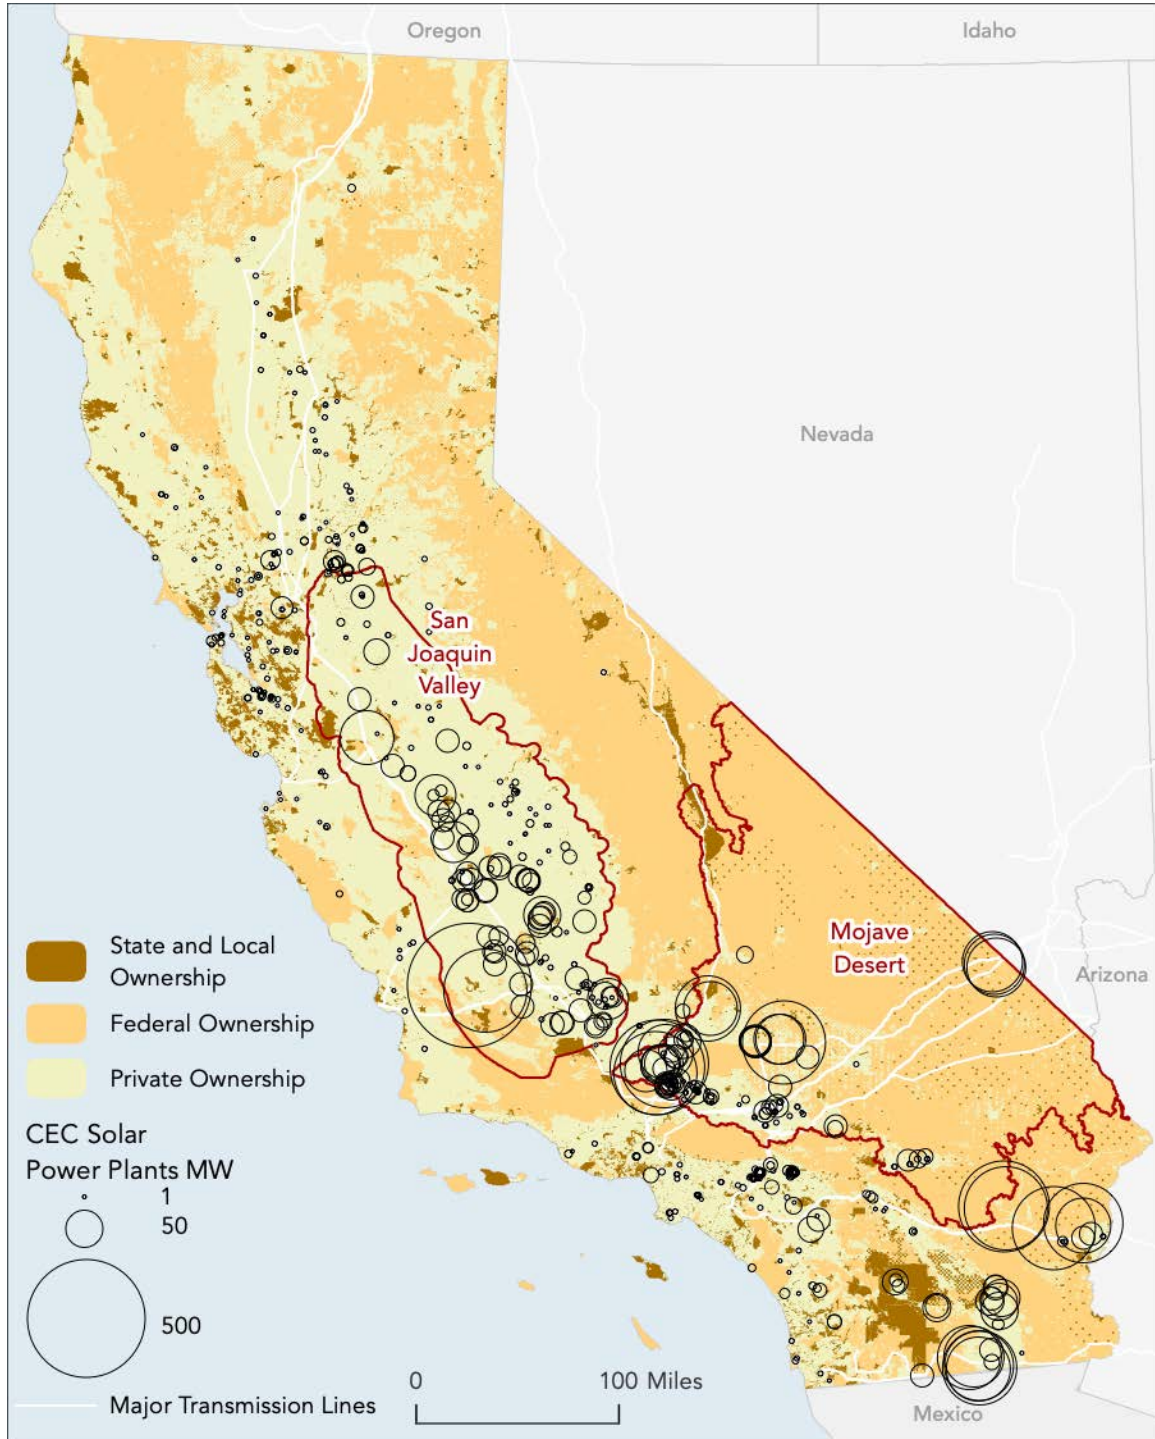 Oregon
Idaho
Nevada
San
Joaquin
Valley
Mojave
Desert
Arizona
State and Local
Ownership
Federal Ownership
Private Ownership
CEC Solar
Power Plants MW
1
50
500
Major Transmission Lines
0
100 Miles
Mexico